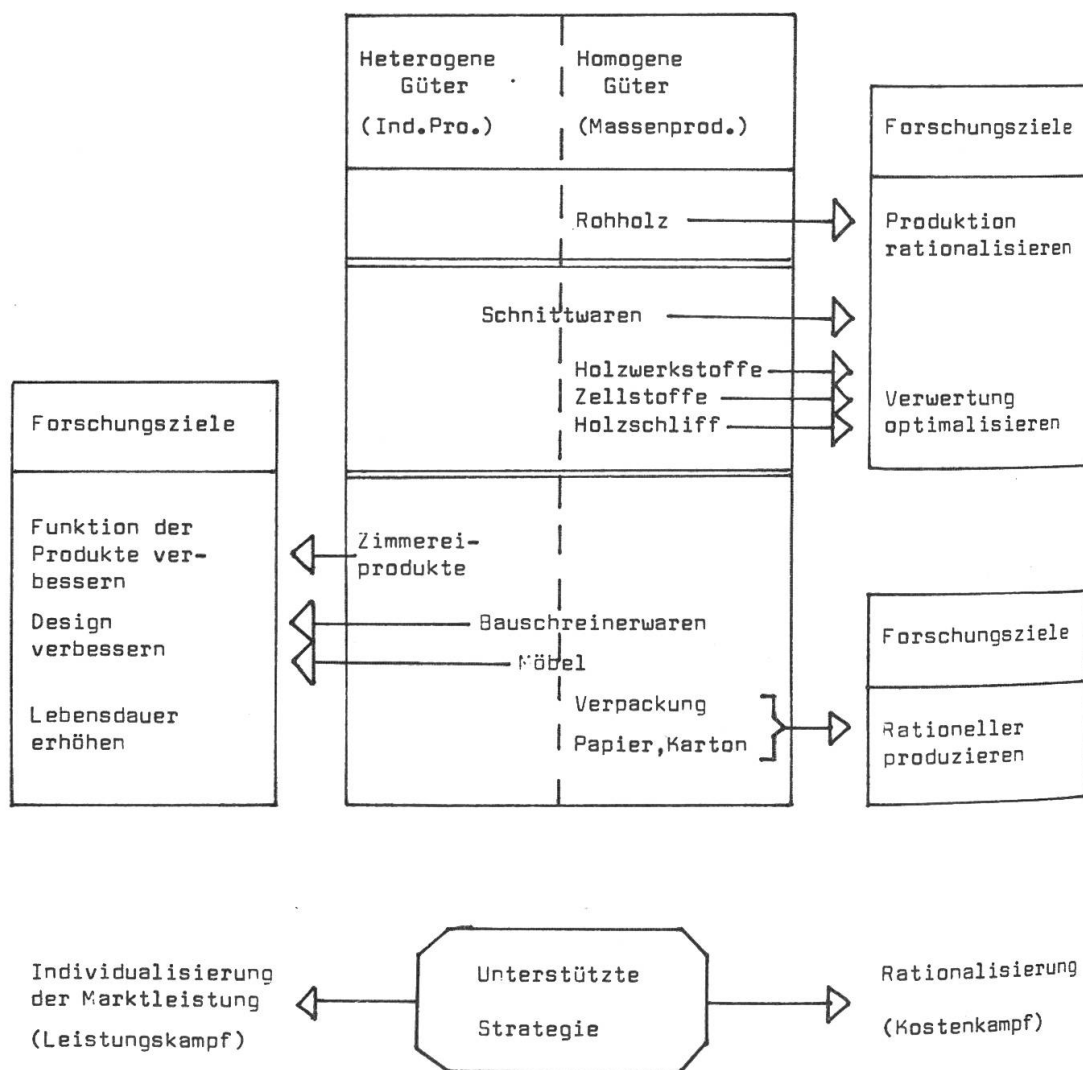 Heterogene
Güter
(Ind.Pro.)
Homogene
Güter
(Massenprod.)
Forschungsziele
Rohholz
Produktion
rationalisieren
Schnittwaren
Holzwerkstoffe
Zellstoffe
Holzschliff
Verwertung
optimalisieren
Forschungsziele
Funktion der
Produkte ver-
bessern
Design
verbessern
Lebensdauer
erhöhen
Zimmerei-
produkte
Bauschreinerwaren
Möbel
Verpackung
Papier,Karton
Forschungsziele
Rationeller
produzieren
Individualisierung
der Marktleistung
(Leistungskampf)
Unterstützte
Strategie
Rationalisierung
(Kostenkampf)